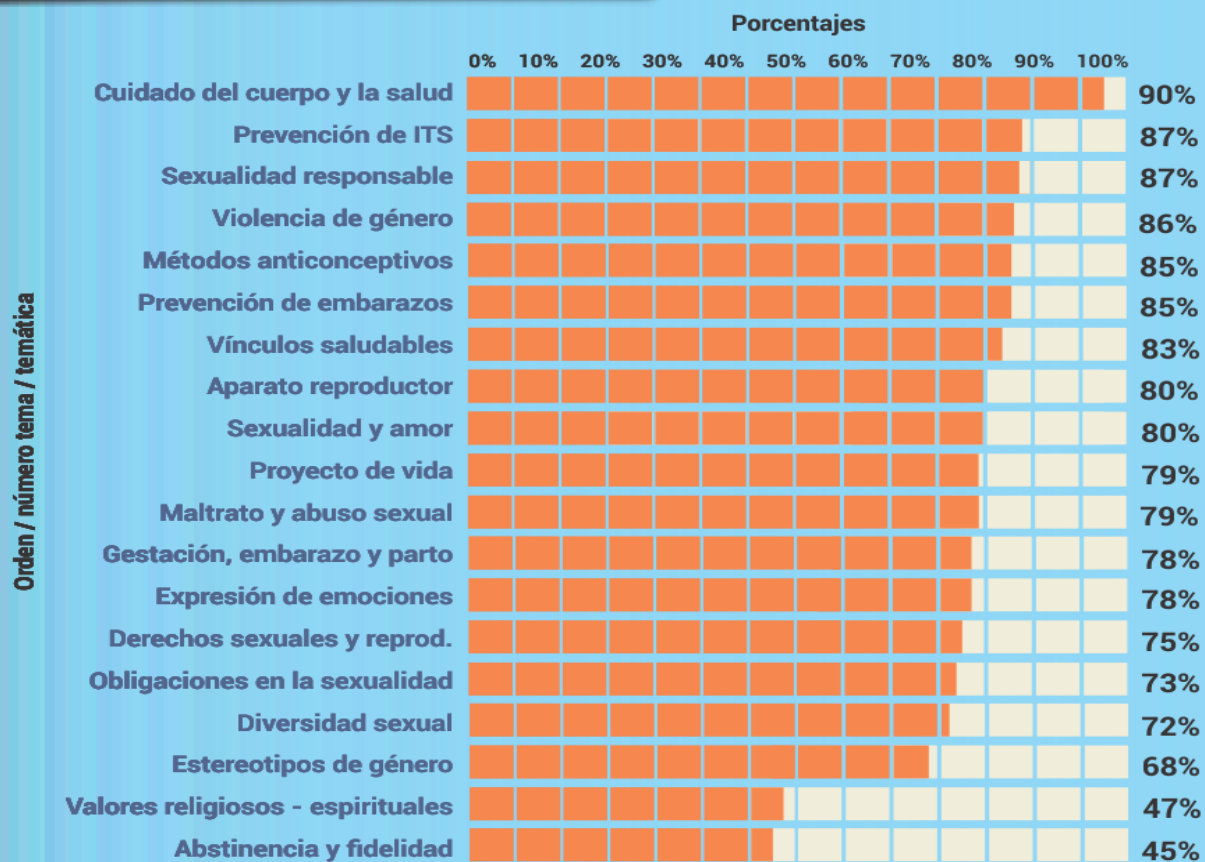 Porcentajes
0% 10% 20% 30% 40% 50% 60% 70% 80% 90% 100%
Orden / número tema / temática
Cuidado del cuerpo y la salud 90%
Prevención de ITS 87%
Sexualidad responsable 87%
Violencia de género 86%
Métodos anticonceptivos 85%
Prevención de embarazos 85%
Vínculos saludables 83%
Aparato reproductor 80%
Sexualidad y amor 80%
Proyecto de vida 79%
Maltrato y abuso sexual 79%
Gestación, embarazo y parto 78%
Expresión de emociones 78%
Derechos sexuales y reprod. 75%
Obligaciones en la sexualidad 73%
Diversidad sexual 72%
Estereotipos de género 68%
Valores religiosos - espirituales 47%
Abstinencia y fidelidad 45%